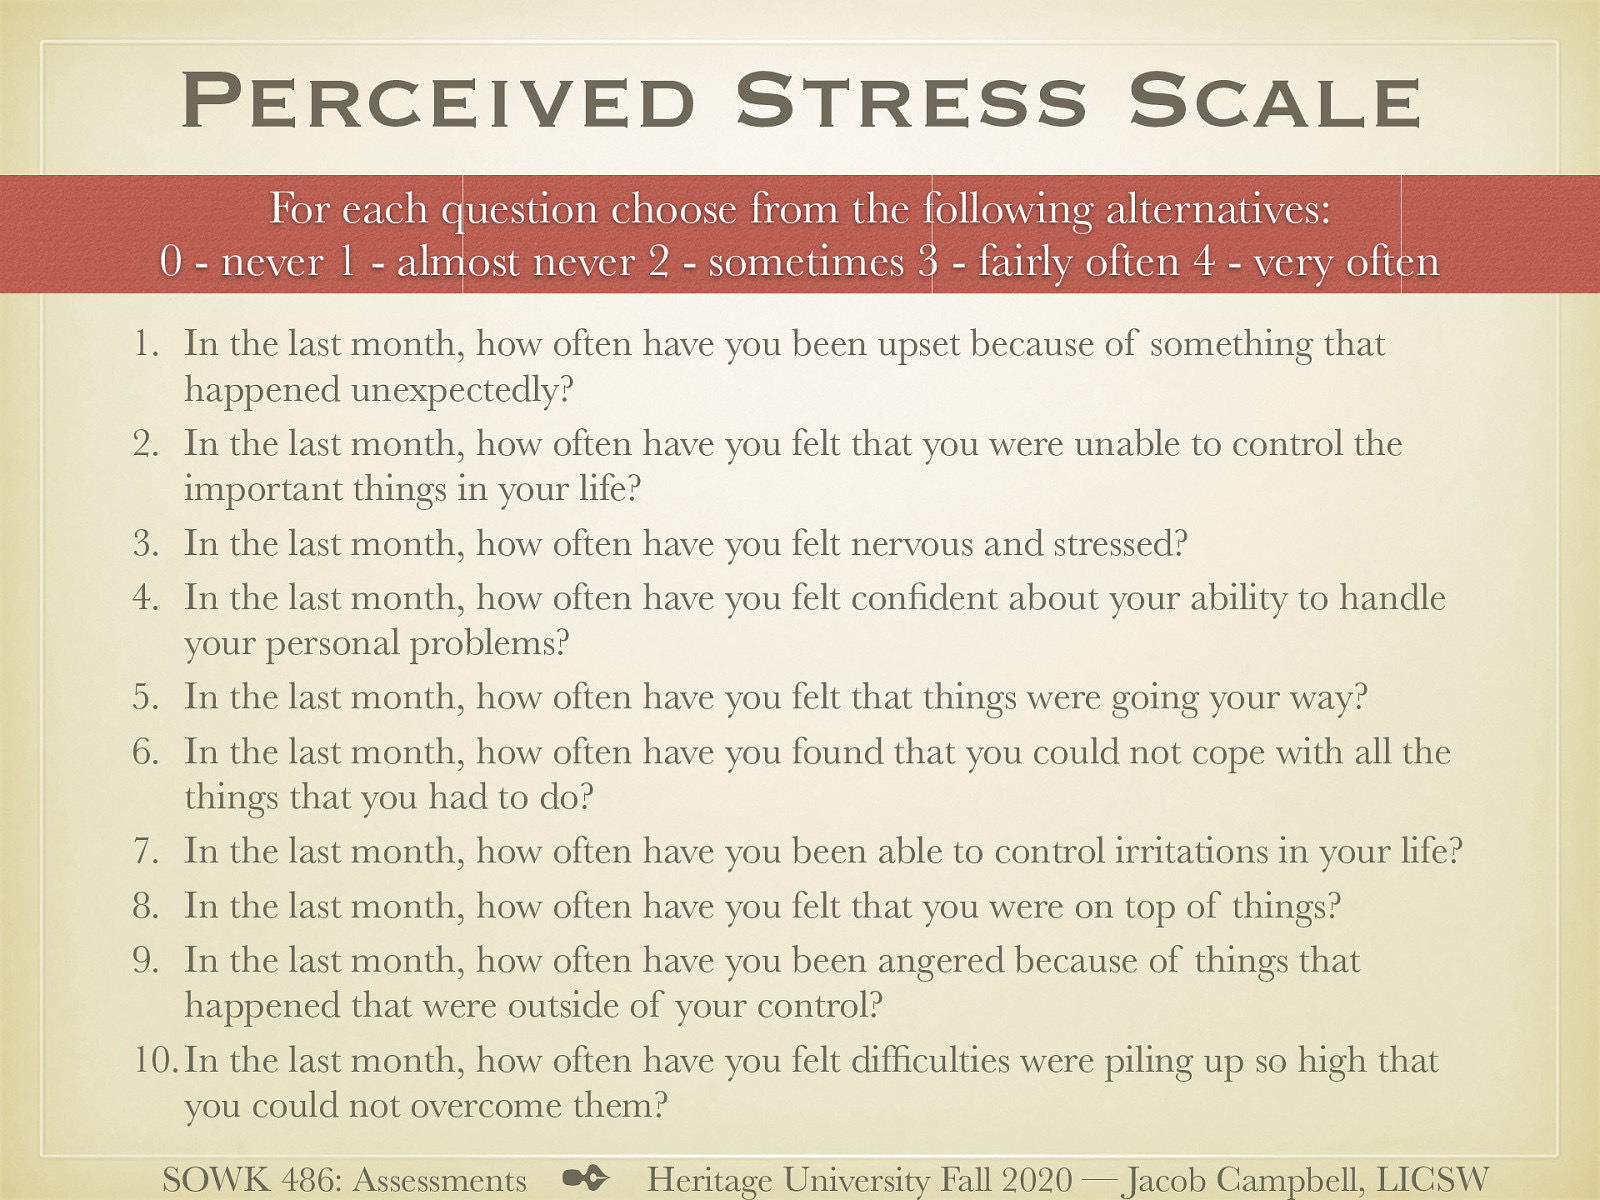 Perceived Stress Scale
For each question choose from the following alternatives:
0 - never 1 - almost never 2 - sometimes 3 - fairly often 4 - very often
1. In the last month, how often have you been upset because of something that
happened unexpectedly?
2. In the last month, how often have you felt that you were unable to control the
important things in your life?
3. In the last month, how often have you felt nervous and stressed?
4. In the last month, how often have you felt confident about your ability to handle
your personal problems?
5. In the last month, how often have you felt that things were going your way?
6. In the last month, how often have you found that you could not cope with all the
things that you had to do?
7. In the last month, how often have you been able to control irritations in your life?
8. In the last month, how often have you felt that you were on top of things?
9. In the last month, how often have you been angered because of things that
happened that were outside of your control?
10. In the last month, how often have you felt difficulties were piling up so high that
you could not overcome them?
SOWK 486: Assessments Heritage University Fall 2020 — Jacob Campbell, LICSW